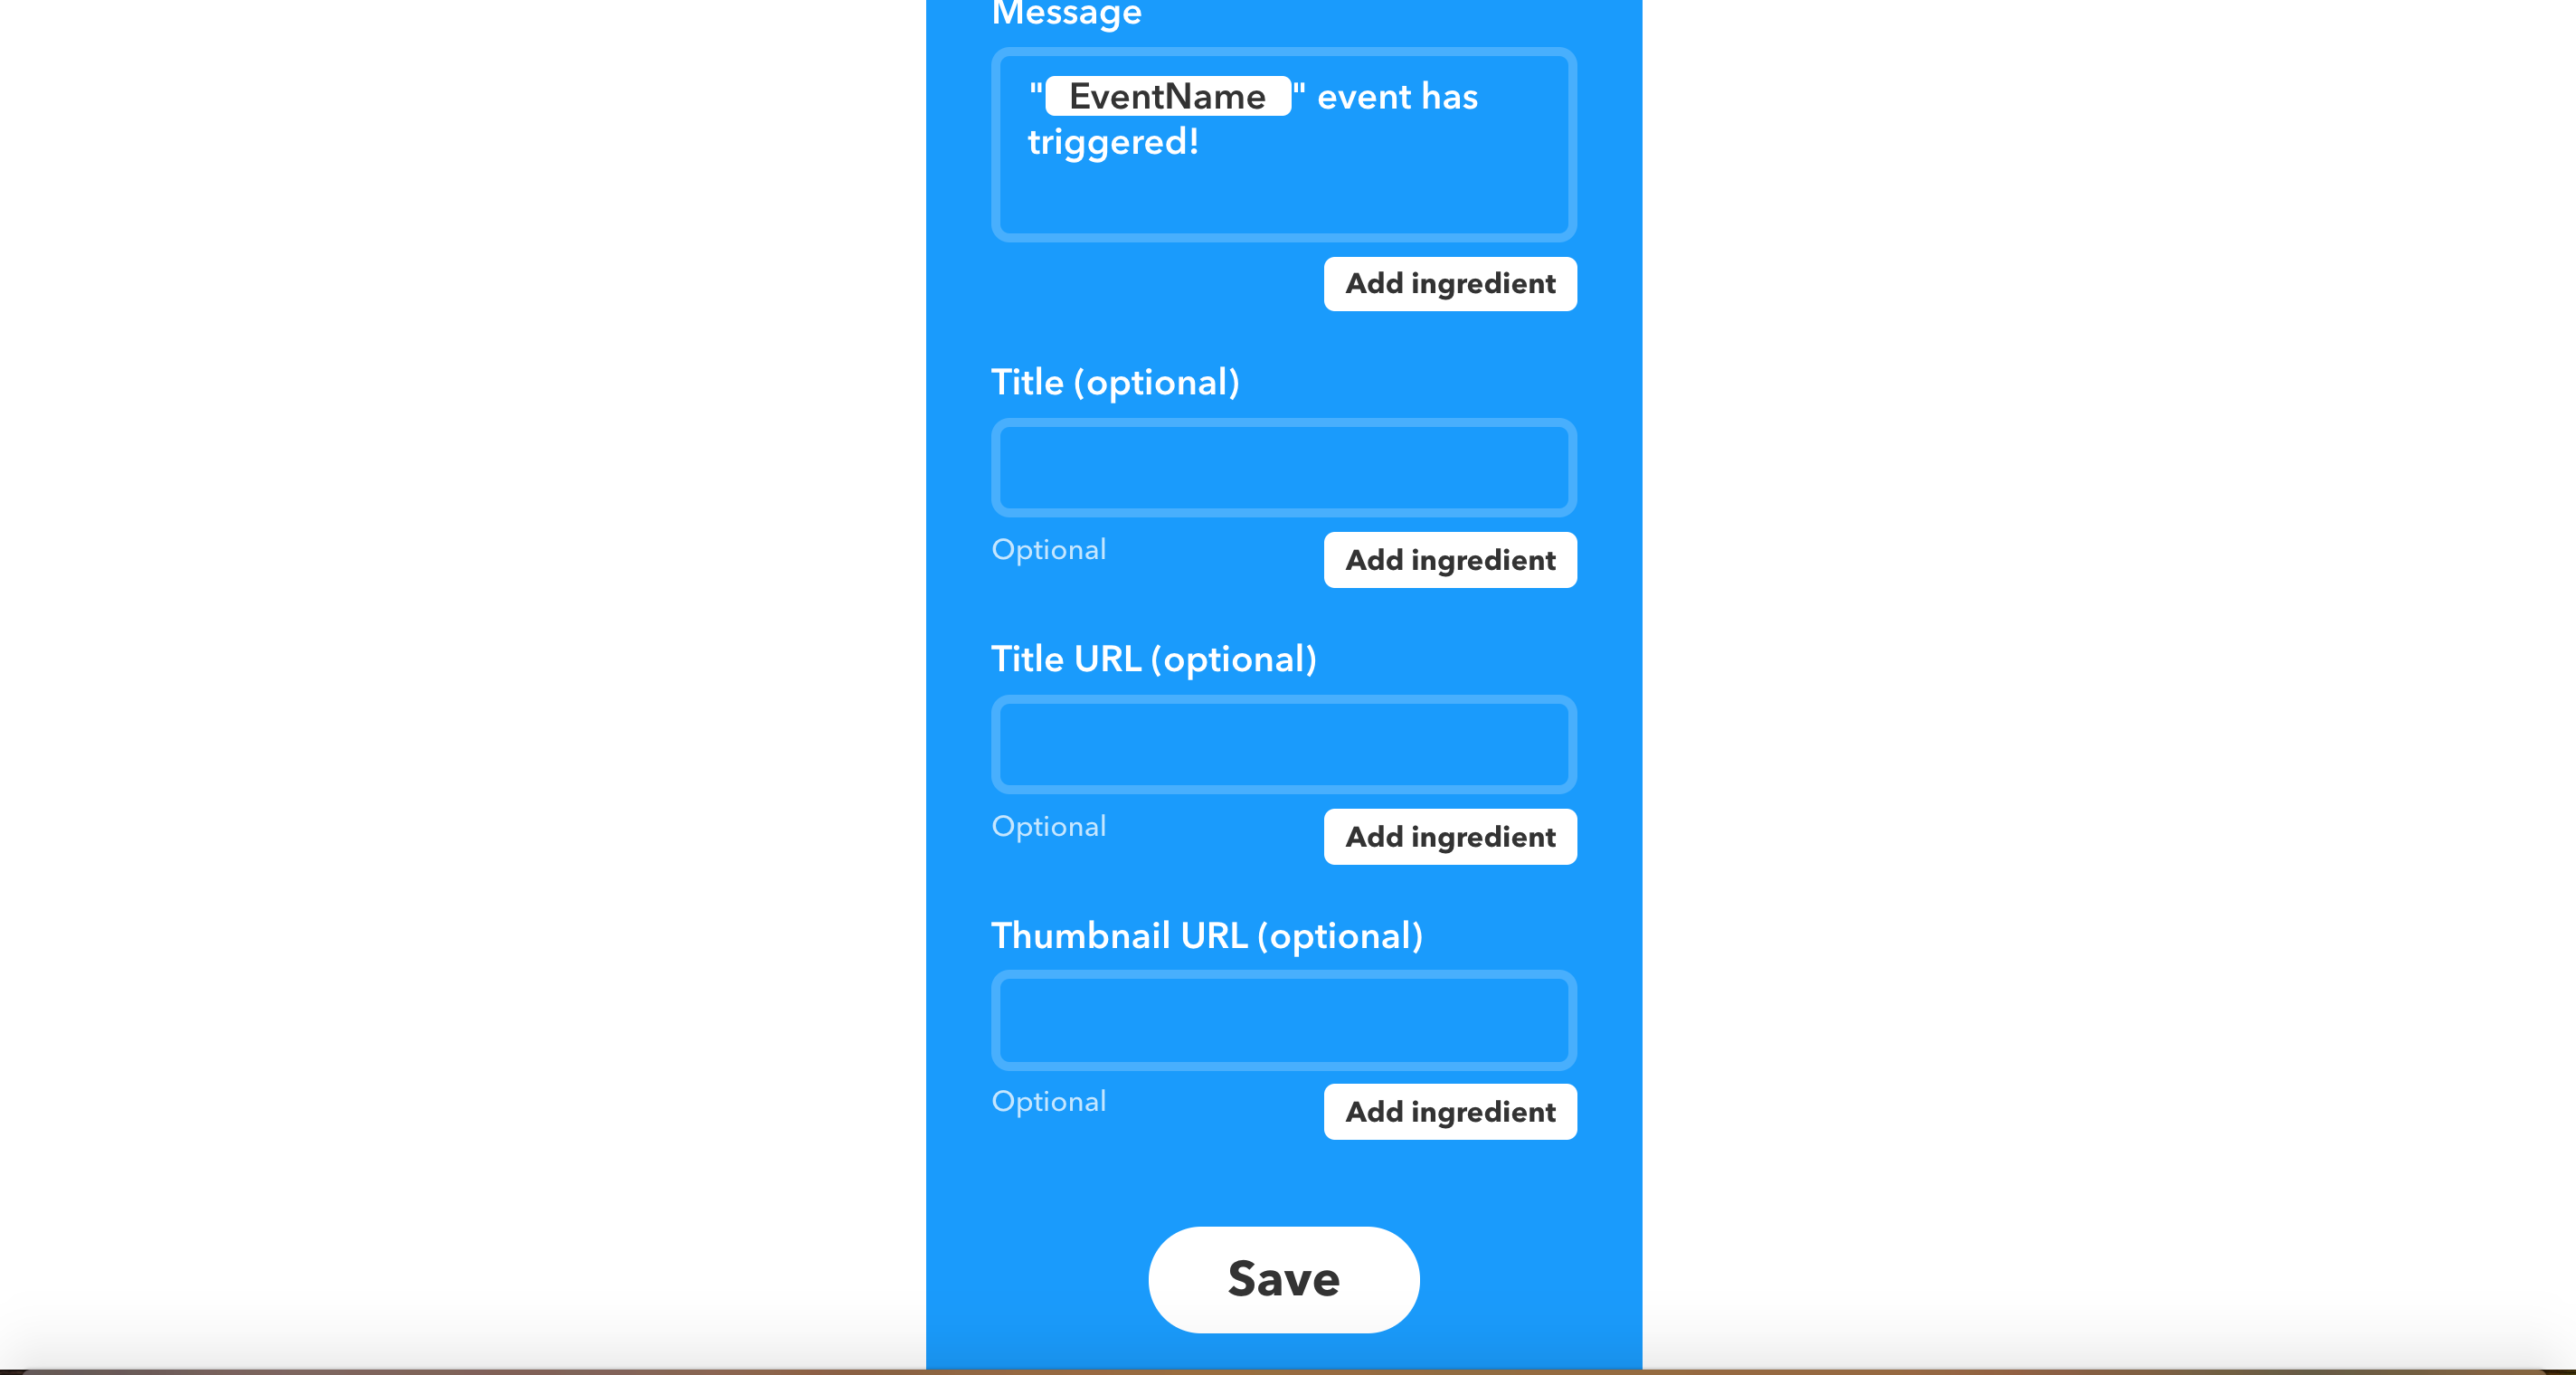 Message
"EventName" event has
triggered!
Add ingredient
Title (optional)
Optional
Add ingredient
Title URL (optional)
Optional
Add ingredient
Thumbnail URL (optional)
Optional
Add ingredient
Save